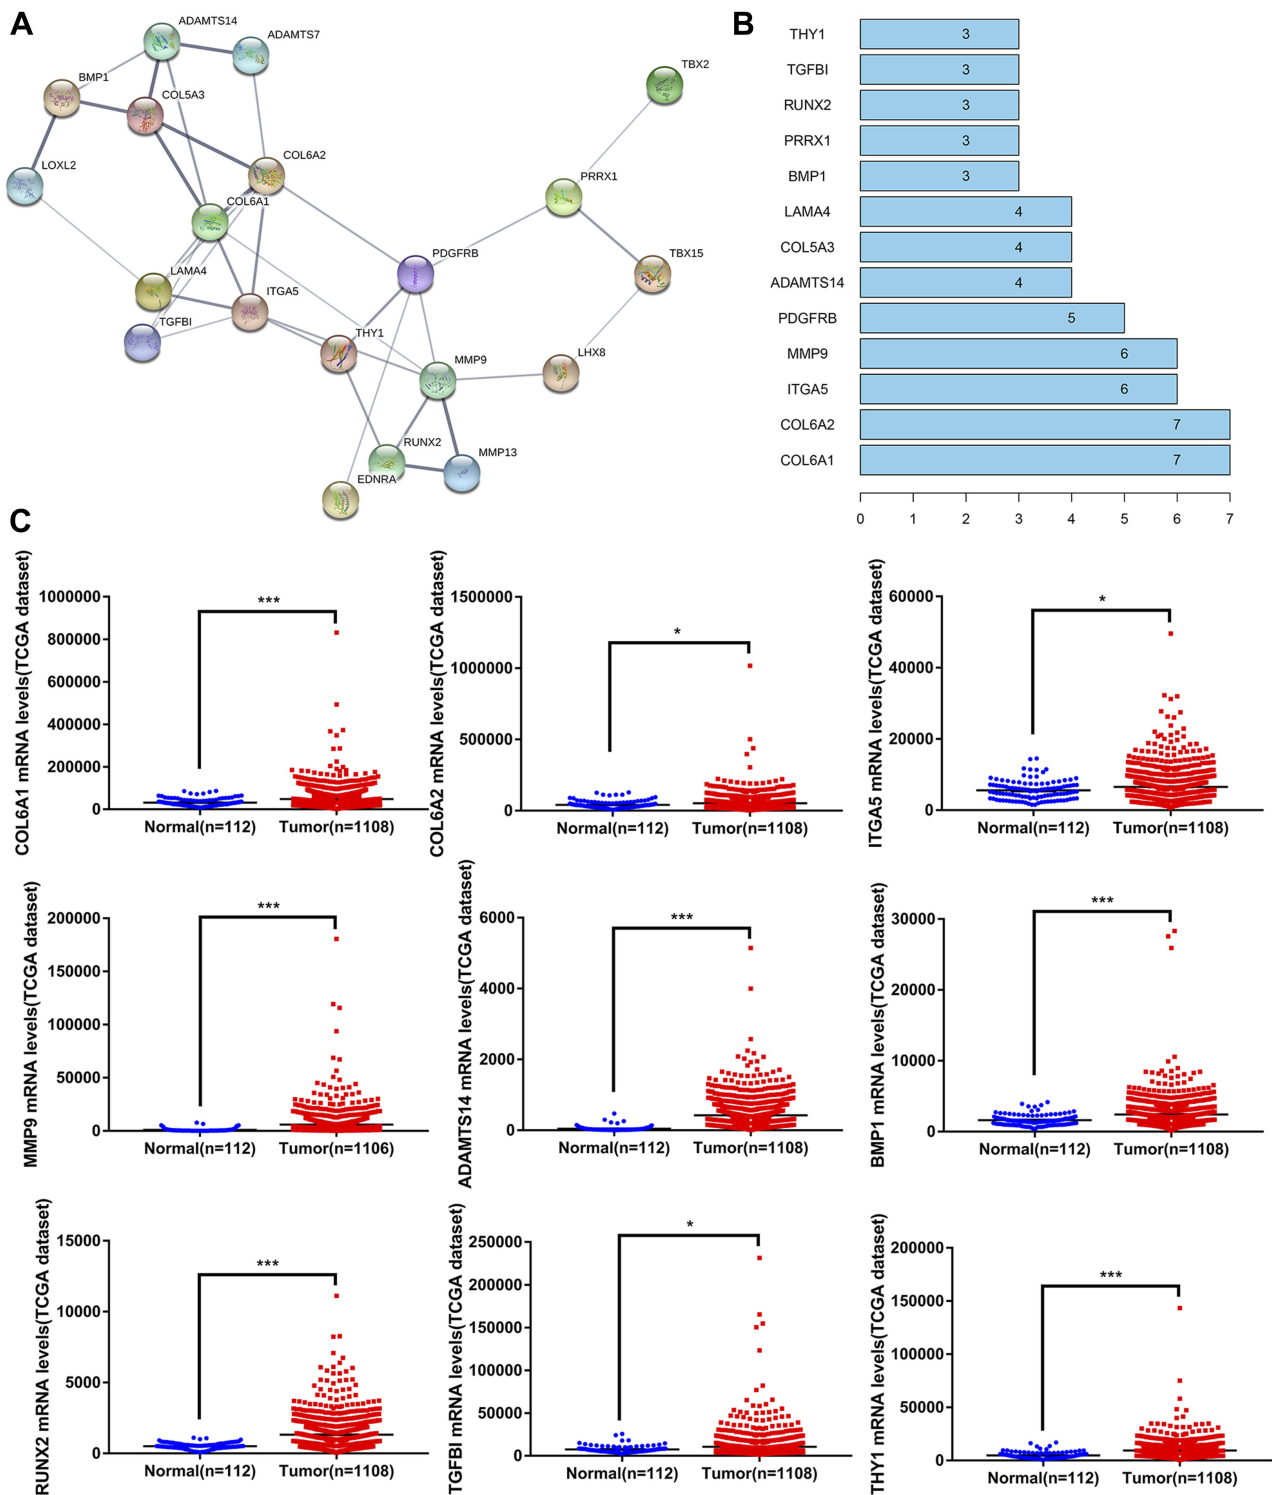 A
ADAMTS14
ADAMTS7
BMP1
COL5A3
TBX2
LOXL2
COL6A2
PRRX1
COL6A1
PDGFRB
TBX15
LAMA4
ITGA5
TGFBI
THY1
MMP9
LHX8
RUNX2
MMP13
EDNRA
B
THY1 3
TGFBI 3
RUNX2 3
PRRX1 3
BMP1 3
LAMA4 4
COL5A3 4
ADAMTS14 4
PDGFRB 5
MMP9 6
ITGA5 6
COL6A2 7
COL6A1 7
0 1 2 3 4 5 6 7
C
COL6A1 mRNA levels(TCGA dataset)
1000000
800000
600000
400000
200000
0
***
Normal(n=112) Tumor(n=1108)
COL6A2 mRNA levels(TCGA dataset)
1500000
1000000
500000
0
*
Normal(n=112) Tumor(n=1108)
ITGA5 mRNA levels(TCGA dataset)
60000
40000
20000
0
*
Normal(n=112) Tumor(n=1108)
MMP9 mRNA levels(TCGA dataset)
200000
150000
100000
50000
0
***
Normal(n=112) Tumor(n=1106)
ADAMTS14 mRNA levels(TCGA dataset)
6000
4000
2000
0
***
Normal(n=112) Tumor(n=1108)
BMP1 mRNA levels(TCGA dataset)
30000
20000
10000
0
***
Normal(n=112) Tumor(n=1108)
RUNX2 mRNA levels(TCGA dataset)
15000
10000
5000
0
***
Normal(n=112) Tumor(n=1108)
TGFBI mRNA levels(TCGA dataset)
250000
200000
150000
100000
50000
0
*
Normal(n=112) Tumor(n=1108)
THY1 mRNA levels(TCGA dataset)
200000
150000
100000
50000
0
***
Normal(n=112) Tumor(n=1108)